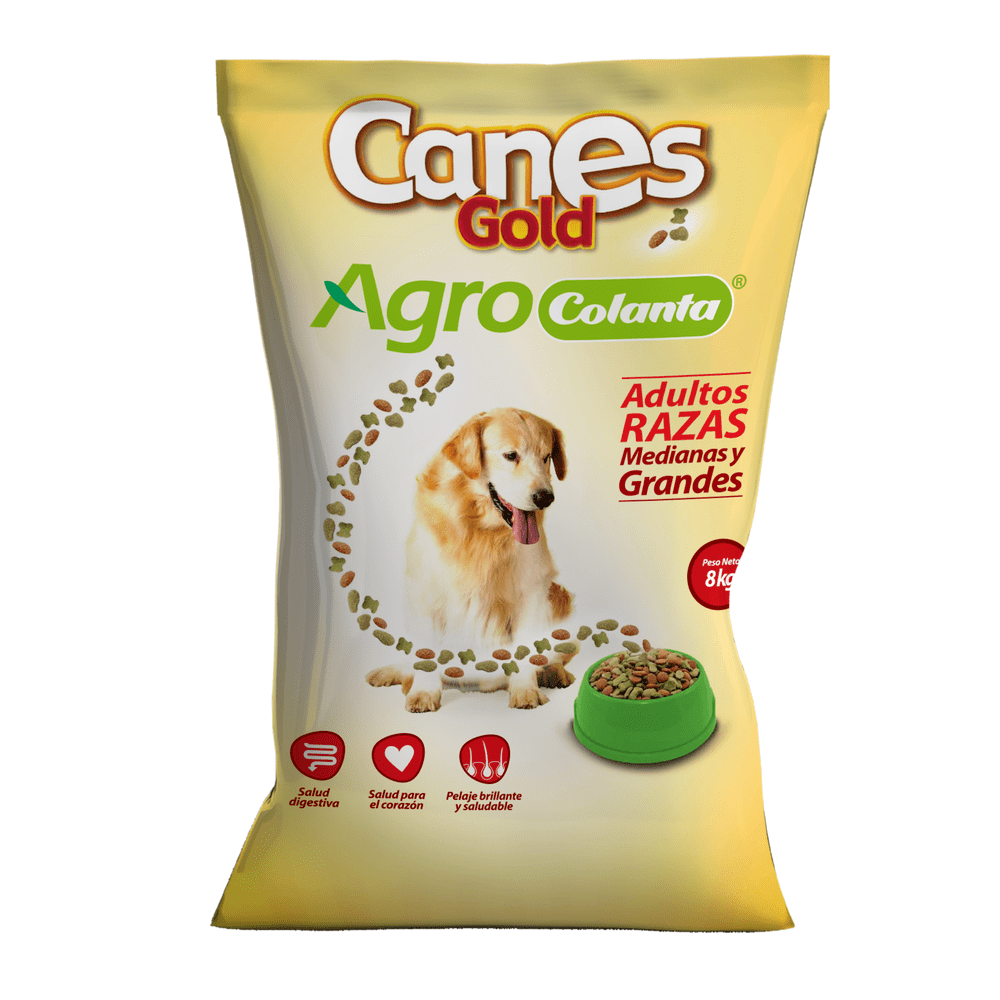 Canes
Gold
Agro Colanta®
Adultos
RAZAS
Medianas y
Grandes
Peso Neto
8kg
Salud
digestiva
Salud para
el corazón
Pelaje brillante
y saludable